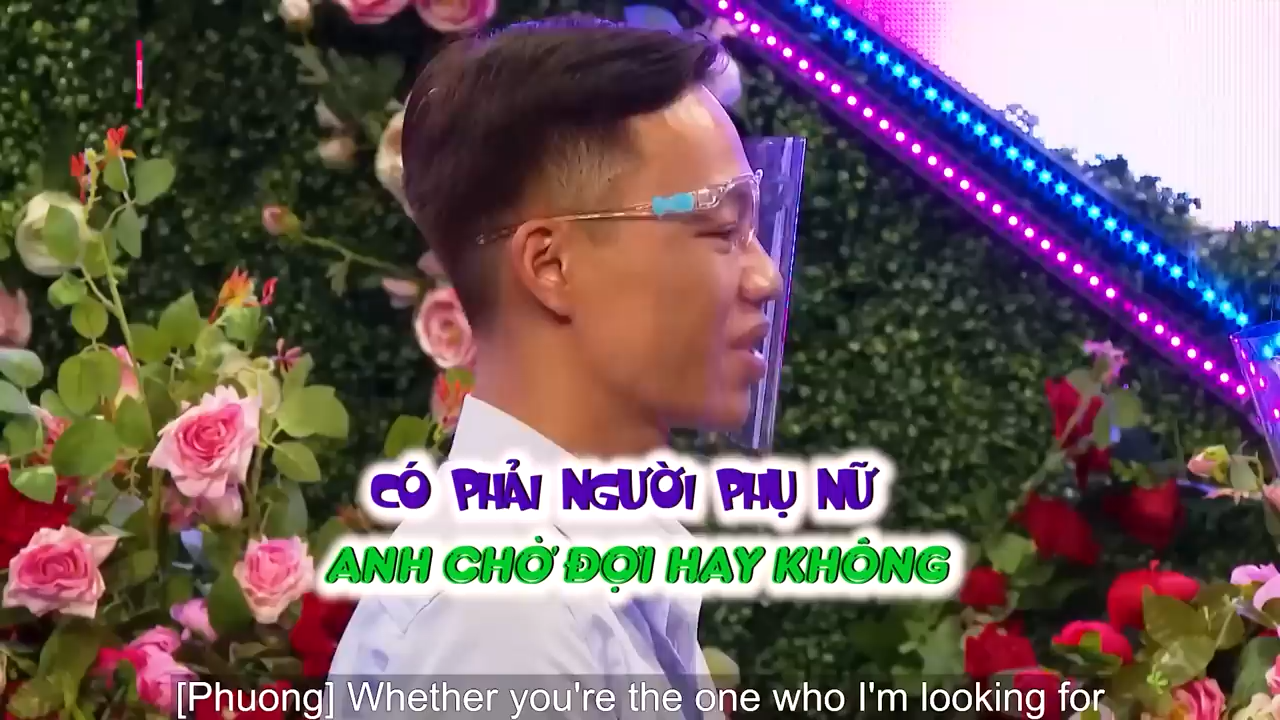 CÓ PHẢI NGƯỜI PHỤ NỮ
ANH CHỜ ĐỢI HAY KHÔNG
[Phuong] Whether you're the one who I'm looking for